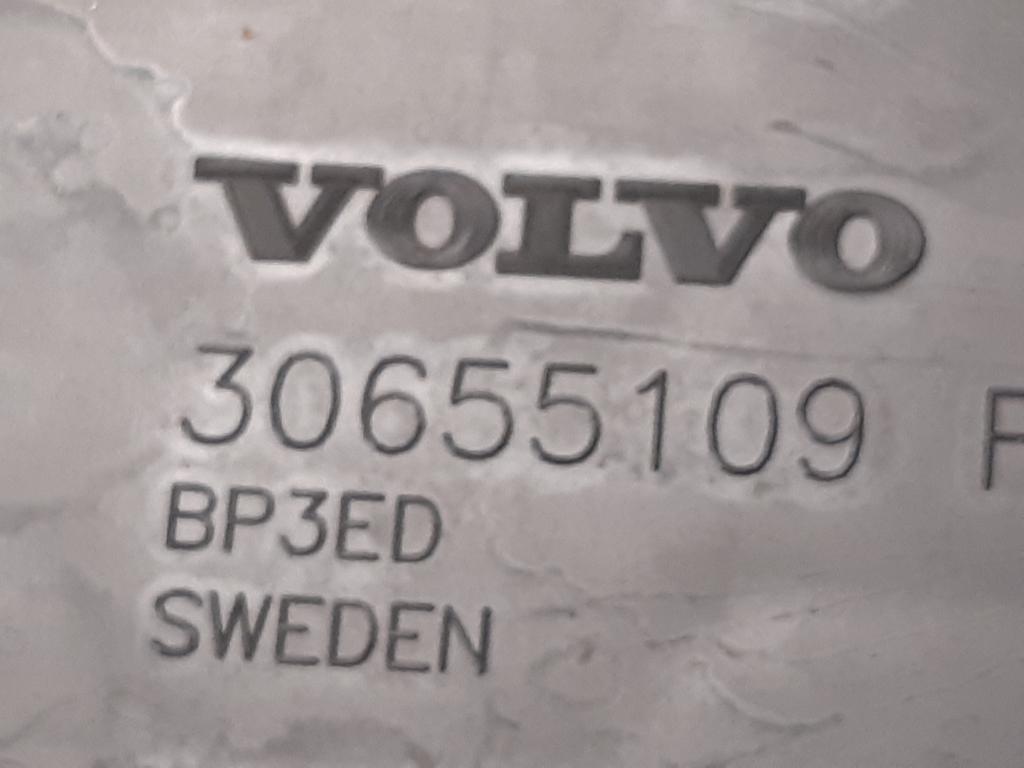 VOLVO
30655109 P
BP3ED
SWEDEN